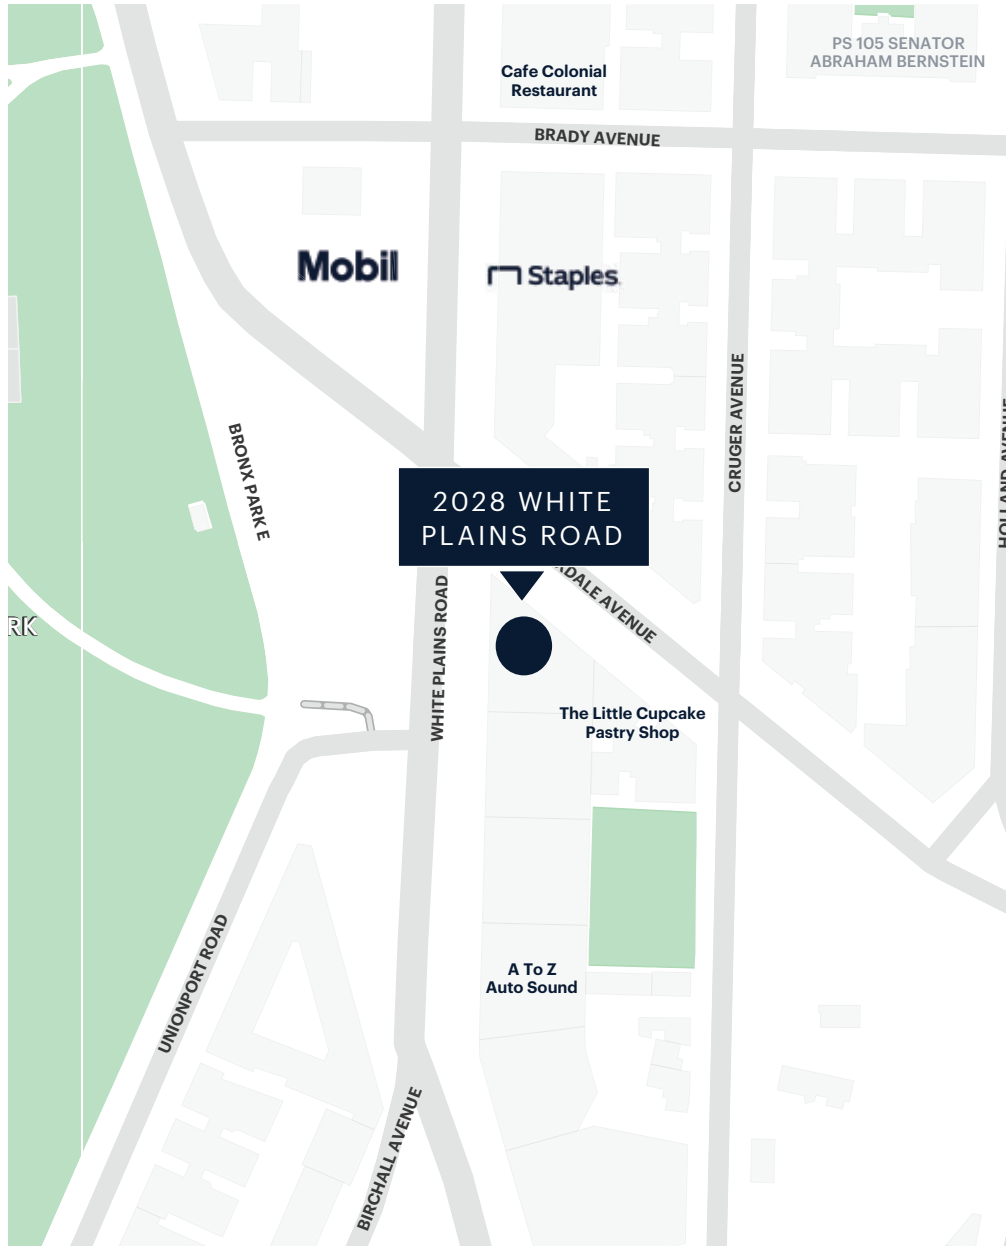 PS 105 SENATOR
ABRAHAM BERNSTEIN
Cafe Colonial
Restaurant
BRADY AVENUE
Mobil
Staples
CRUGER AVENUE
BRONX PARK E
HOLLAND AVENUE
2028 WHITE
PLAINS ROAD
DALE AVENUE
RK
WHITE PLAINS ROAD
The Little Cupcake
Pastry Shop
UNIONPORT ROAD
A To Z
Auto Sound
BIRCHALL AVENUE